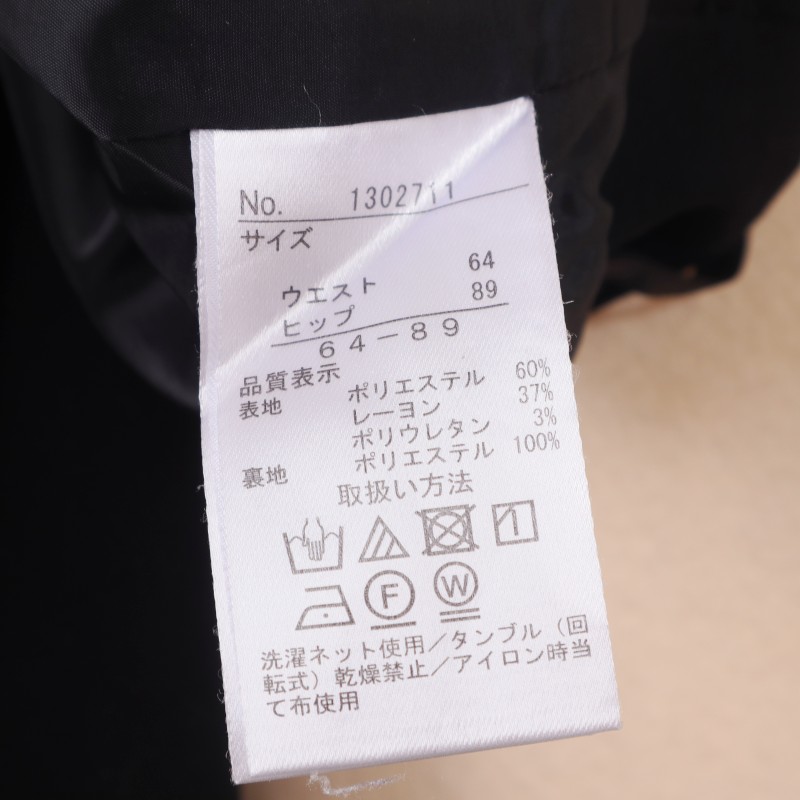 No. 1302711
サイズ
ウエスト 64
ヒップ 89
64-89
品質表示
表地 ポリエステル 60%
レーヨン 37%
ポリウレタン 3%
裏地 ポリエステル 100%
取扱い方法
1
F W
洗濯ネット使用/タンブル(回
転式)乾燥禁止/アイロン時当
て布使用